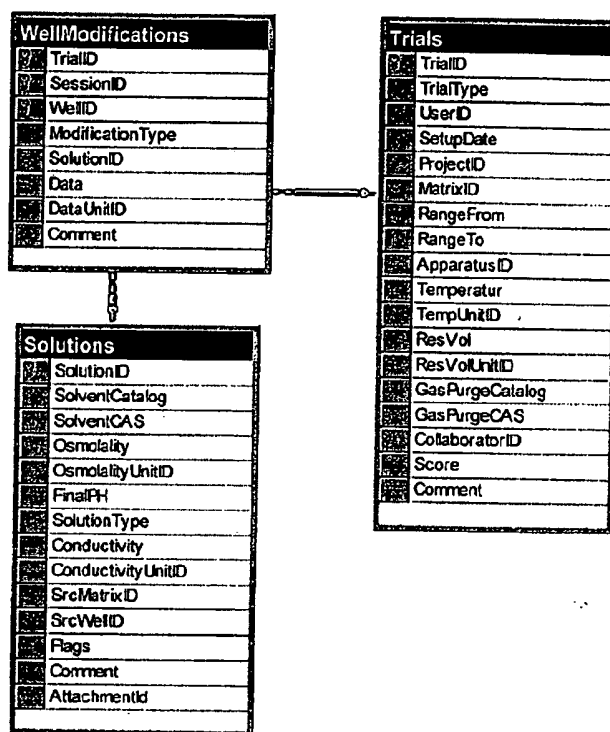 WellModifications
TrialID
SessionID
WellID
ModificationType
SolutionID
Data
DataUnitID
Comment
Trials
TrialID
TrialType
UserID
SetupDate
ProjectID
MatrixID
RangeFrom
RangeTo
ApparatusID
Temperatur
TempUnitID
ResVol
ResVolUnitID
GasPurgeCatalog
GasPurgeCAS
CollaboratorID
Score
Comment
Solutions
SolutionID
SolventCatalog
SolventCAS
Osmolality
OsmolalityUnitID
FinalPH
SolutionType
Conductivity
ConductivityUnitID
SrcMatrixID
SrcWellID
Flags
Comment
AttachmentId